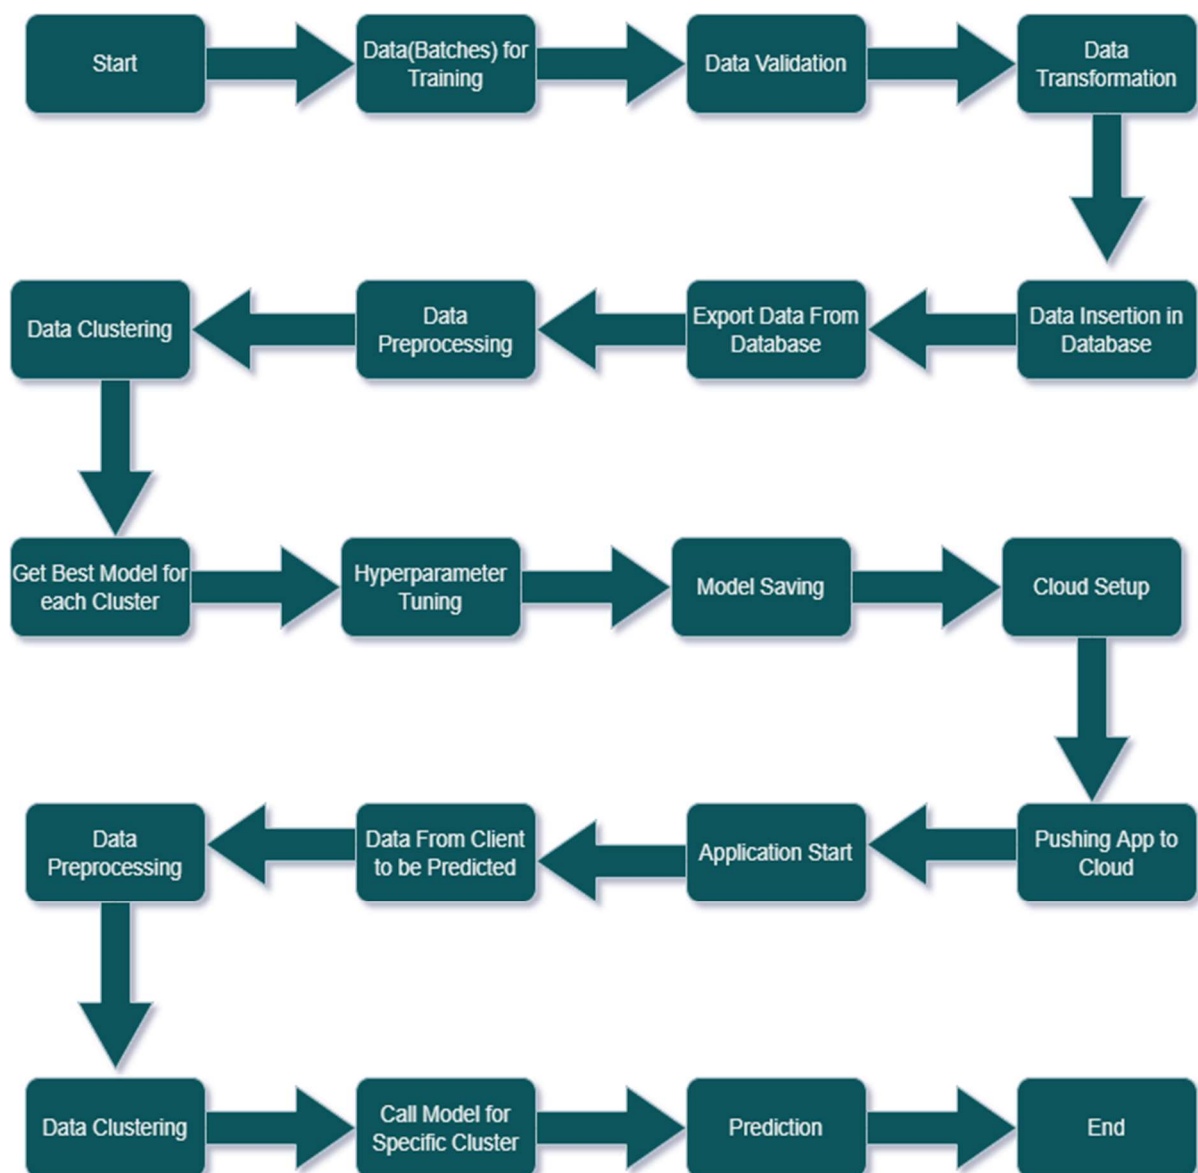 Start
Data(Batches) for
Training
Data Validation
Data
Transformation
Data Clustering
Data
Preprocessing
Export Data From
Database
Data Insertion in
Database
Get Best Model for
each Cluster
Hyperparameter
Tuning
Model Saving
Cloud Setup
Data
Preprocessing
Data From Client
to be Predicted
Application Start
Pushing App to
Cloud
Data Clustering
Call Model for
Specific Cluster
Prediction
End